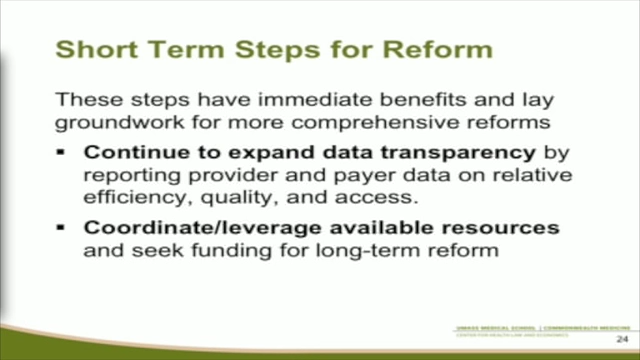 Short Term Steps for Reform
These steps have immediate benefits and lay
groundwork for more comprehensive reforms
▪ Continue to expand data transparency by
reporting provider and payer data on relative
efficiency, quality, and access.
▪ Coordinate/leverage available resources
and seek funding for long-term reform
UMASS MEDICAL SCHOOL | COMMONWEALTH MEDICINE
CENTER FOR HEALTH LAW AND ECONOMICS
24